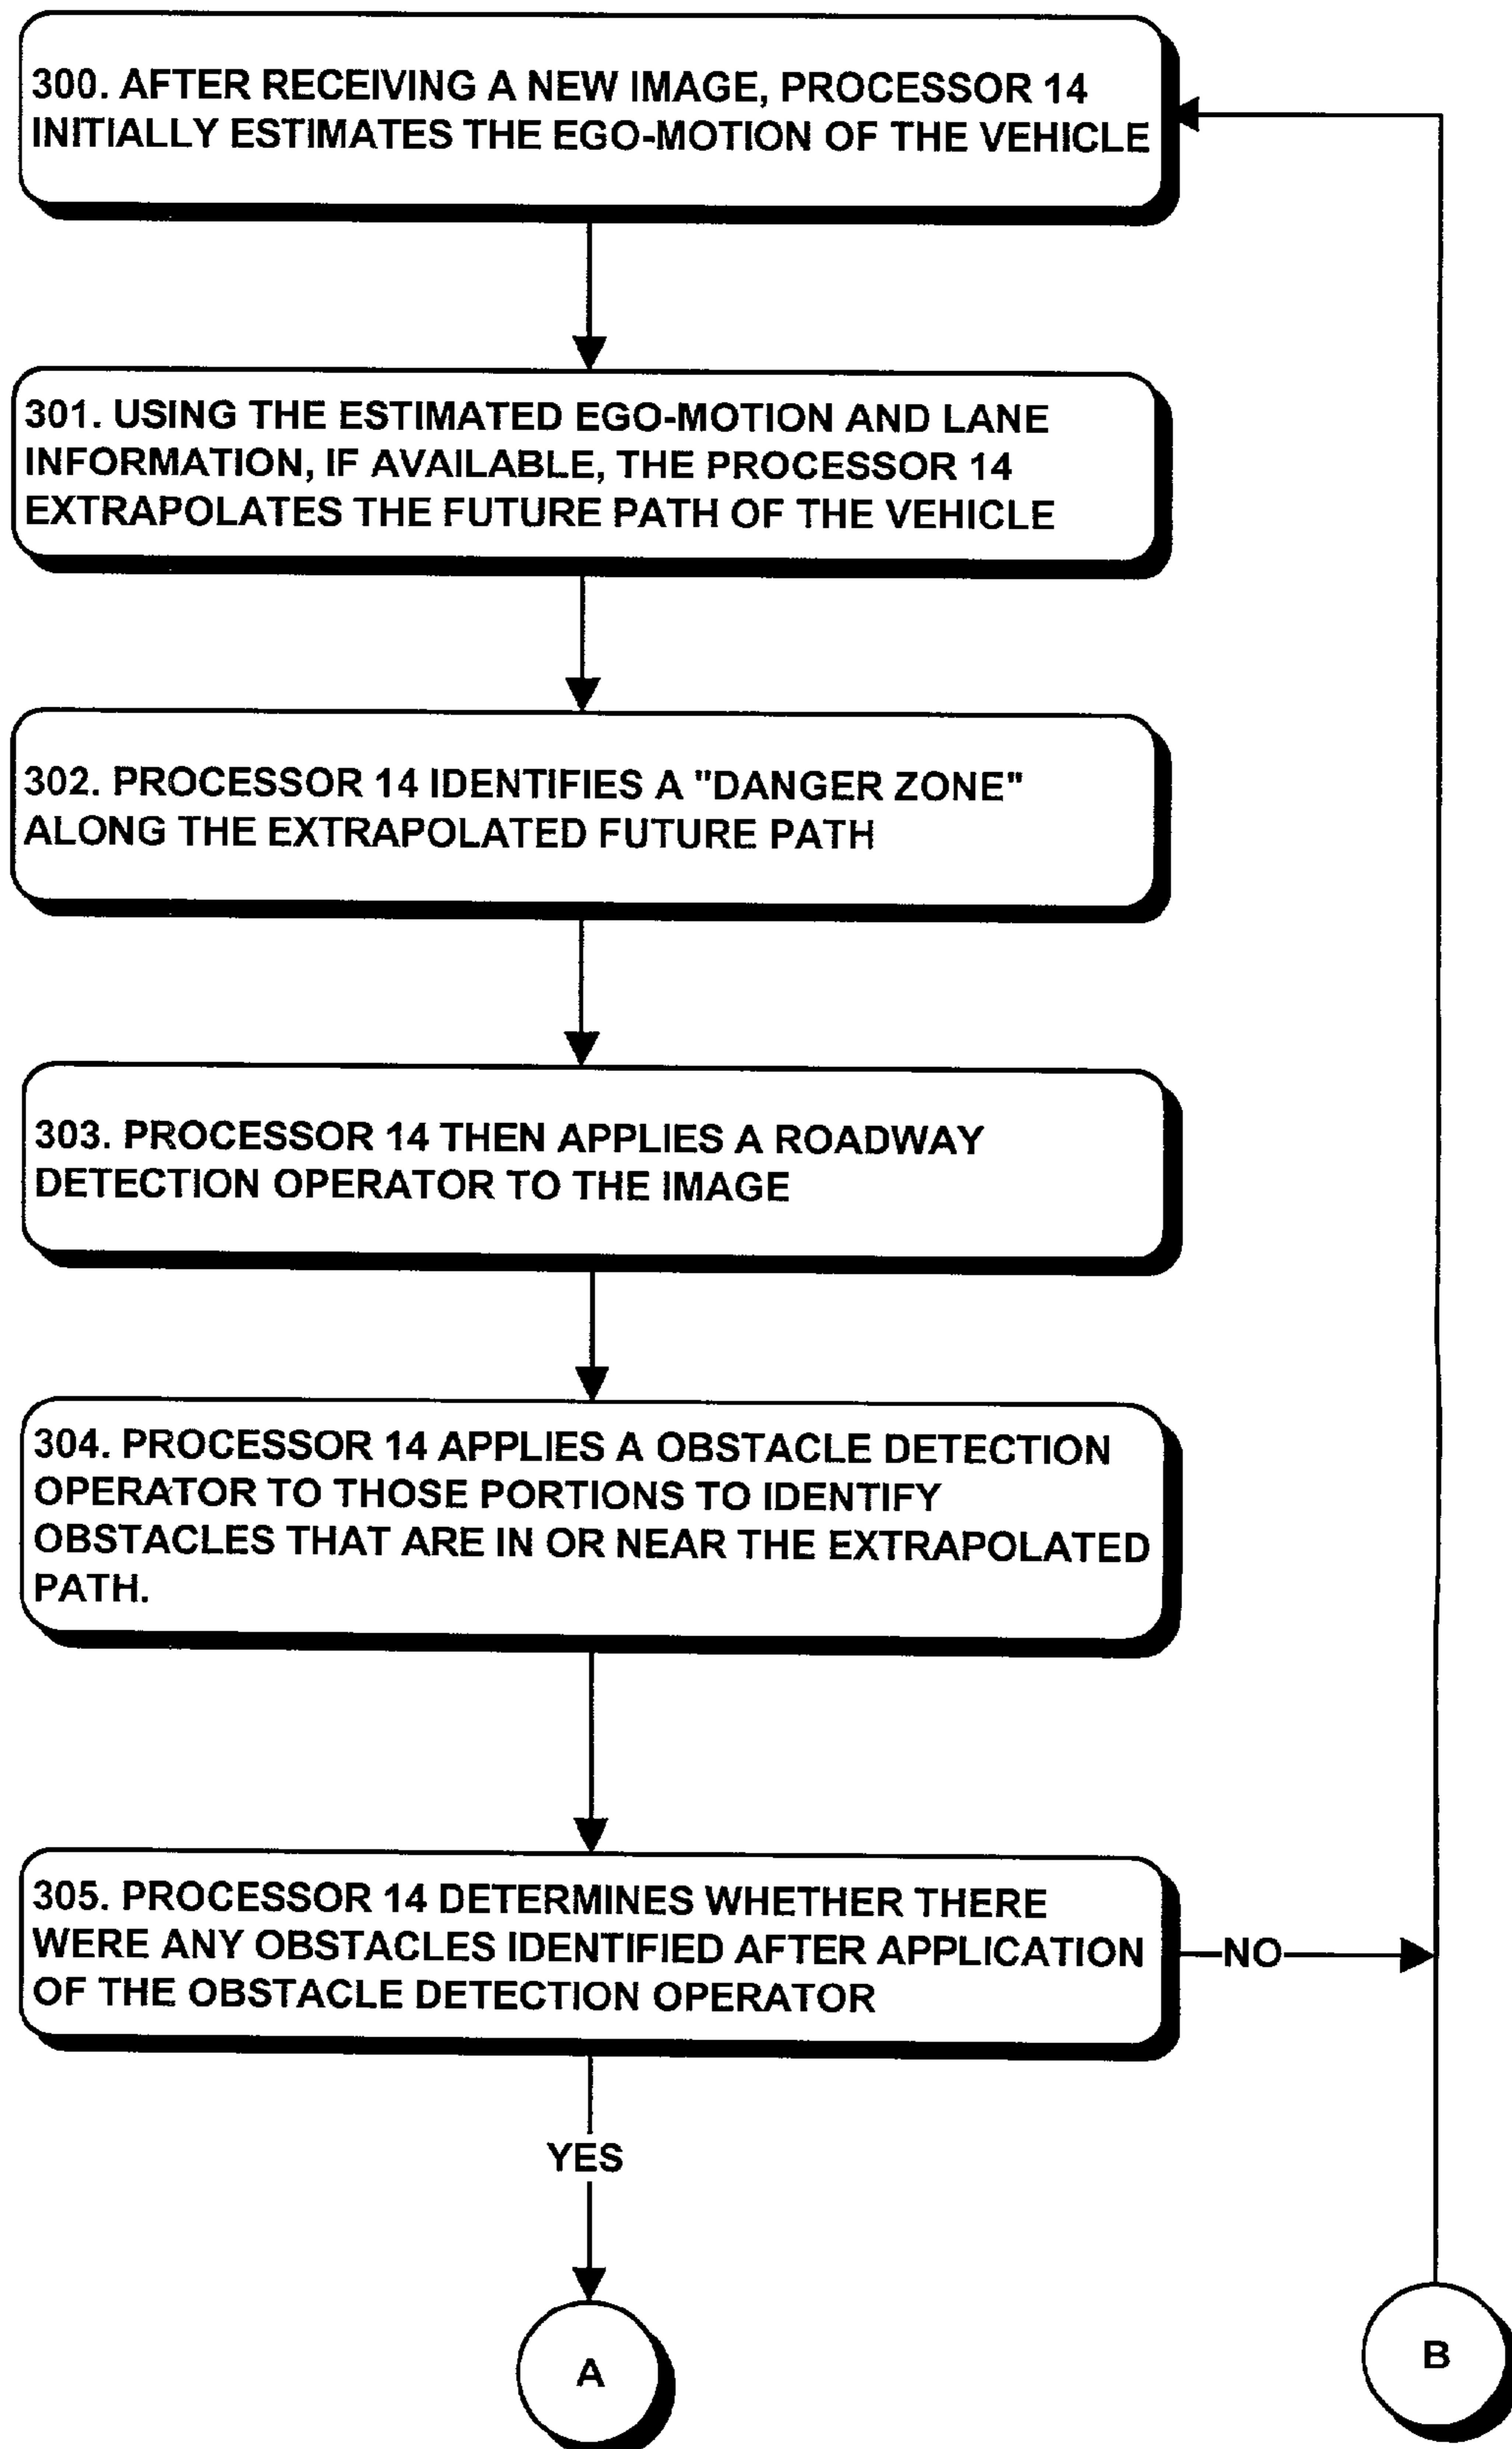 300. AFTER RECEIVING A NEW IMAGE, PROCESSOR 14
INITIALLY ESTIMATES THE EGO-MOTION OF THE VEHICLE
301. USING THE ESTIMATED EGO-MOTION AND LANE
INFORMATION, IF AVAILABLE, THE PROCESSOR 14
EXTRAPOLATES THE FUTURE PATH OF THE VEHICLE
302. PROCESSOR 14 IDENTIFIES A "DANGER ZONE"
ALONG THE EXTRAPOLATED FUTURE PATH
303. PROCESSOR 14 THEN APPLIES A ROADWAY
DETECTION OPERATOR TO THE IMAGE
304. PROCESSOR 14 APPLIES A OBSTACLE DETECTION
OPERATOR TO THOSE PORTIONS TO IDENTIFY
OBSTACLES THAT ARE IN OR NEAR THE EXTRAPOLATED
PATH.
305. PROCESSOR 14 DETERMINES WHETHER THERE
WERE ANY OBSTACLES IDENTIFIED AFTER APPLICATION
OF THE OBSTACLE DETECTION OPERATOR
NO
YES
A
B